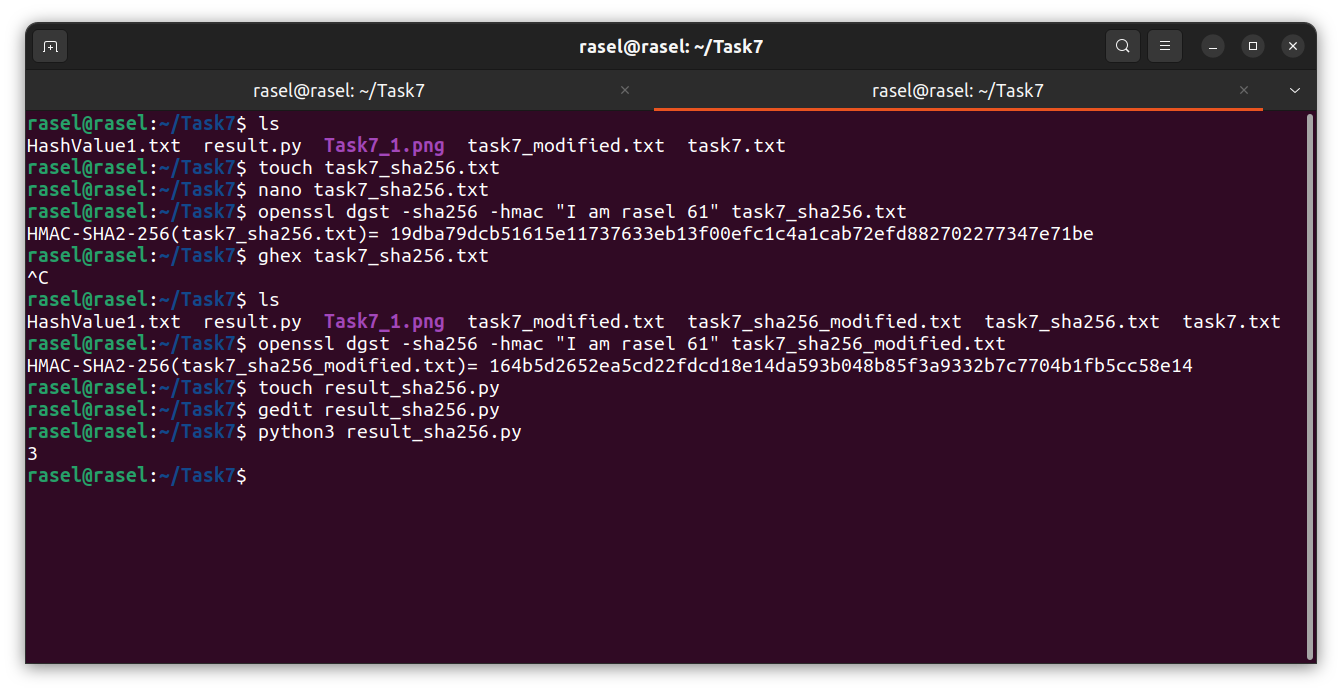 rasel@rasel: ~/Task7
rasel@rasel: ~/Task7 rasel@rasel: ~/Task7
rasel@rasel:~/Task7$ ls
HashValue1.txt  result.py  Task7_1.png  task7_modified.txt  task7.txt
rasel@rasel:~/Task7$ touch task7_sha256.txt
rasel@rasel:~/Task7$ nano task7_sha256.txt
rasel@rasel:~/Task7$ openssl dgst -sha256 -hmac "I am rasel 61" task7_sha256.txt
HMAC-SHA2-256(task7_sha256.txt)= 19dba79dcb51615e11737633eb13f00efc1c4a1cab72efd882702277347e71be
rasel@rasel:~/Task7$ ghex task7_sha256.txt
^C
rasel@rasel:~/Task7$ ls
HashValue1.txt  result.py  Task7_1.png  task7_modified.txt  task7_sha256_modified.txt  task7_sha256.txt  task7.txt
rasel@rasel:~/Task7$ openssl dgst -sha256 -hmac "I am rasel 61" task7_sha256_modified.txt
HMAC-SHA2-256(task7_sha256_modified.txt)= 164b5d2652ea5cd22fdcd18e14da593b048b85f3a9332b7c7704b1fb5cc58e14
rasel@rasel:~/Task7$ touch result_sha256.py
rasel@rasel:~/Task7$ gedit result_sha256.py
rasel@rasel:~/Task7$ python3 result_sha256.py
3
rasel@rasel:~/Task7$